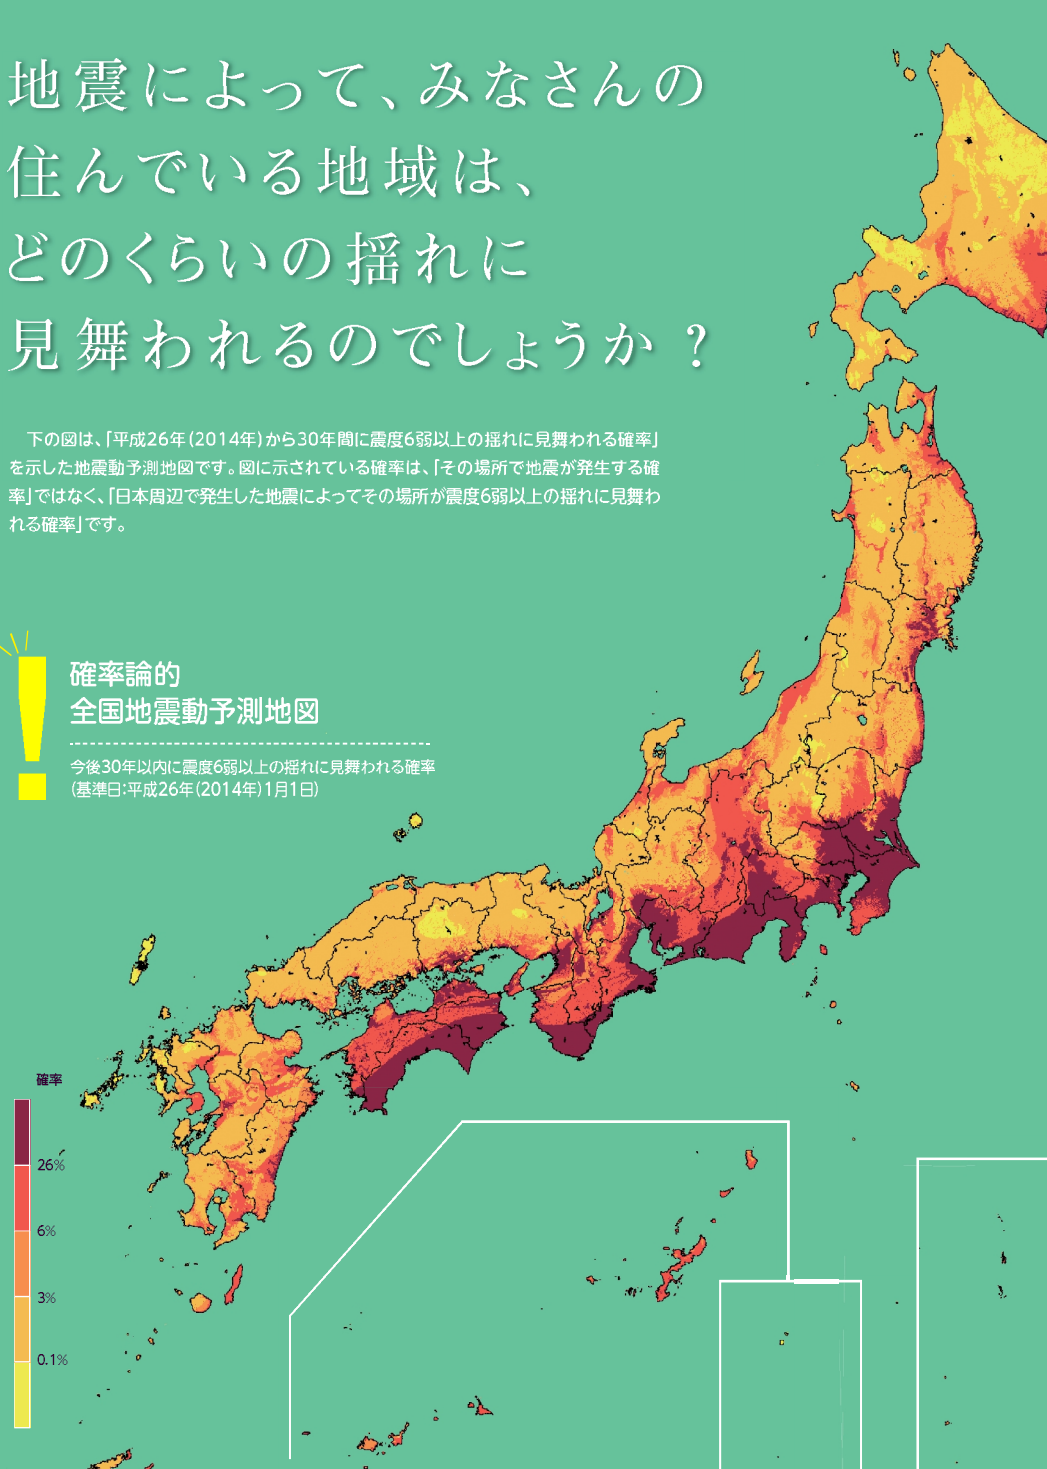 地震によって、みなさんの
住んでいる地域は、
どのくらいの揺れに
見舞われるのでしょうか？
下の図は、「平成26年(2014年)から30年間に震度6弱以上の揺れに見舞われる確率」
を示した地震動予測地図です。図に示されている確率は、「その場所で地震が発生する確
率」ではなく、「日本周辺で発生した地震によってその場所が震度6弱以上の揺れに見舞わ
れる確率」です。
確率論的
全国地震動予測地図
今後30年以内に震度6弱以上の揺れに見舞われる確率
(基準日:平成26年(2014年)1月1日)
確率
26%
6%
3%
0.1%